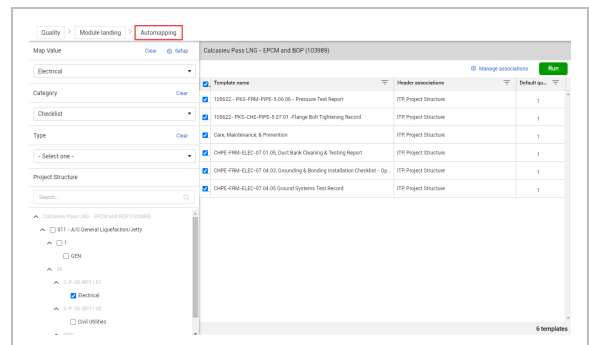 Quality > Module landing > Automapping
Map Value Clear Setup
Calcasieu Pass LNG - EPCM and BOP (103989)
Manage associations Run
Electrical
Category Clear
Checklist
Type Clear
- Select one -
Project Structure
Search...
Calcasieu Pass LNG - EPCM and BOP (103989)
011 - A/G General Liquefaction/Jetty
1
GEN
Electrical
Civil Utilities
Template name Header associations Default qu...
105622 - PKS-FRM-PIPE-5.06.06 - Pressure Test Report ITP, Project Structure 1
105622- PKS-CHE-PIPE-5.07.01 -Flange Bolt Tightening Record ITP, Project Structure 1
Care, Maintenance, & Prevention ITP, Project Structure 1
CHPE-FRM-ELEC-07.01.05, Duct Bank Cleaning & Testing Report ITP, Project Structure 1
CHPE-FRM-ELEC-07.04.03, Grounding & Bonding Installation Checklist - Op... ITP, Project Structure 1
CHPE-FRM-ELEC-07.04.05 Ground Systems Test Record ITP, Project Structure 1
6 templates